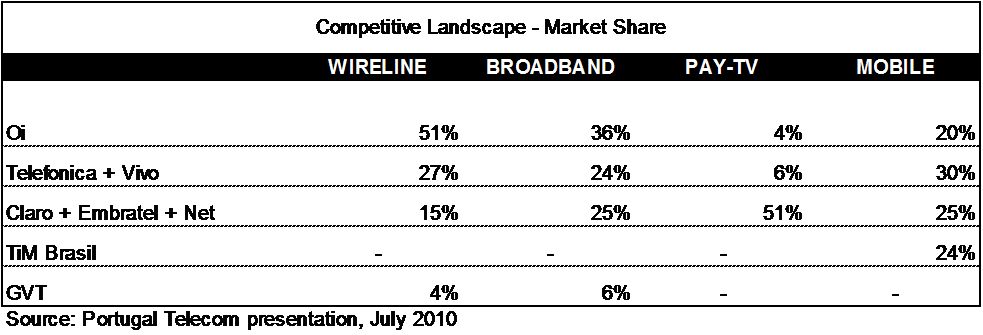 Competitive Landscape - Market Share
WIRELINE BROADBAND PAY-TV MOBILE
Oi 51% 36% 4% 20%
Telefonica + Vivo 27% 24% 6% 30%
Claro + Embratel + Net 15% 25% 51% 25%
TiM Brasil - - - 24%
GVT 4% 6% - -
Source: Portugal Telecom presentation, July 2010